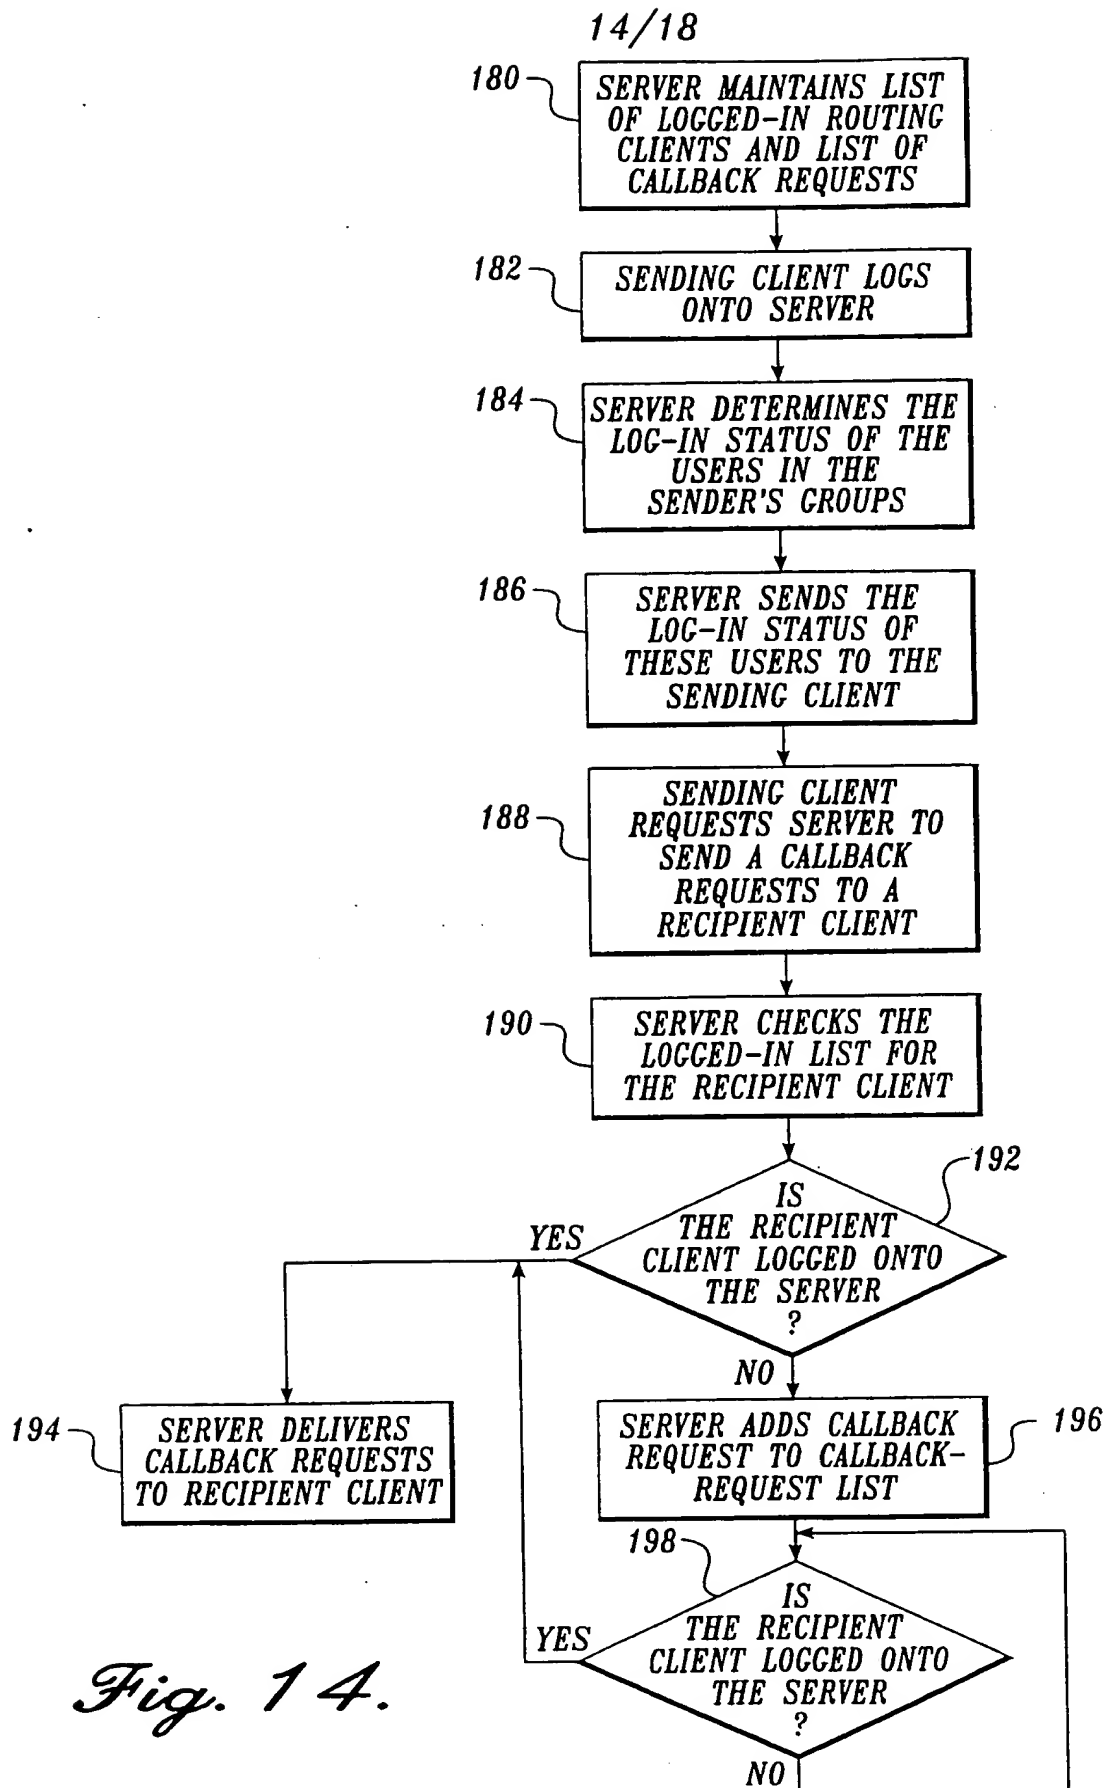 14/18
180
SERVER MAINTAINS LIST
OF LOGGED-IN ROUTING
CLIENTS AND LIST OF
CALLBACK REQUESTS
182
SENDING CLIENT LOGS
ONTO SERVER
184
SERVER DETERMINES THE
LOG-IN STATUS OF THE
USERS IN THE
SENDER'S GROUPS
186
SERVER SENDS THE
LOG-IN STATUS OF
THESE USERS TO THE
SENDING CLIENT
188
SENDING CLIENT
REQUESTS SERVER TO
SEND A CALLBACK
REQUESTS TO A
RECIPIENT CLIENT
190
SERVER CHECKS THE
LOGGED-IN LIST FOR
THE RECIPIENT CLIENT
192
IS
THE RECIPIENT
CLIENT LOGGED ONTO
THE SERVER
?
YES
NO
194
SERVER DELIVERS
CALLBACK REQUESTS
TO RECIPIENT CLIENT
196
SERVER ADDS CALLBACK
REQUEST TO CALLBACK-
REQUEST LIST
198
IS
THE RECIPIENT
CLIENT LOGGED ONTO
THE SERVER
?
YES
NO
Fig. 14.